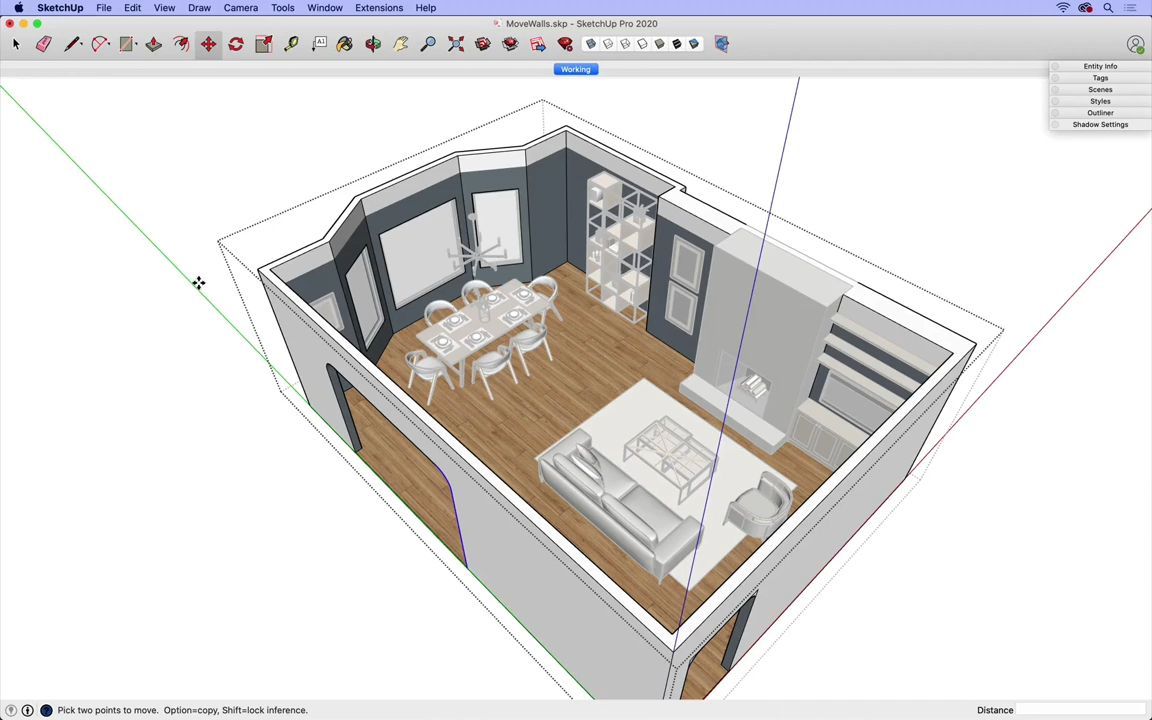 SketchUp File Edit View Draw Camera Tools Window Extensions Help
MoveWalls.skp - SketchUp Pro 2020
A1
Working
Entity Info
Tags
Scenes
Styles
Outliner
Shadow Settings
Pick two points to move. Option=copy, Shift=lock inference.
Distance